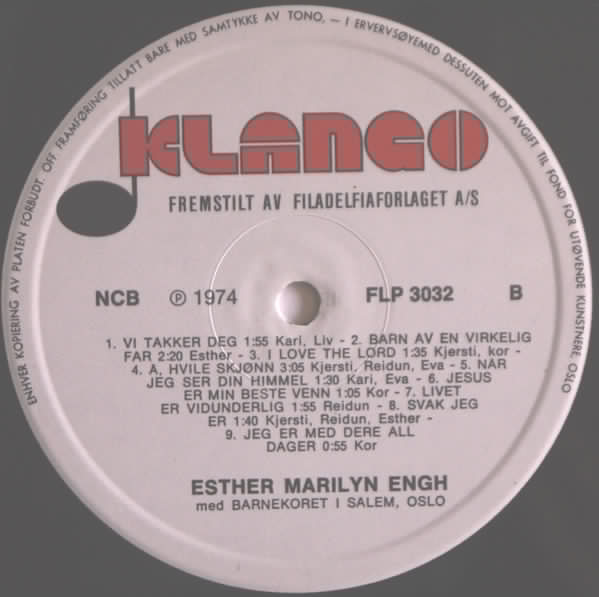 ENHVER KOPIERING AV PLATEN FORBUDT. OFF FRAMFØRING TILLATT BARE MED SAMTYKKE AV TONO, — I ERVERVSØYEMED DESSUTEN MOT AVGIFT TIL FOND FOR UTØVENDE KUNSTNERE, OSLO
KLANGO
FREMSTILT AV FILADELFIAFORLAGET A/S
NCB ℗ 1974 FLP 3032 B
1. VI TAKKER DEG 1:55 Kari, Liv - 2. BARN AV EN VIRKELIG
FAR 2:20 Esther - 3. I LOVE THE LORD 1:35 Kjersti, kor -
4. A, HVILE SKJØNN 3:05 Kjersti, Reidun, Eva - 5. NÅR
JEG SER DIN HIMMEL 1:30 Kari, Eva - 6. JESUS
ER MIN BESTE VENN 1:05 Kor - 7. LIVET
ER VIDUNDERLIG 1:55 Reidun - 8. SVAK JEG
ER 1:40 Kjersti, Reidun, Esther -
9. JEG ER MED DERE ALL
DAGER 0:55 Kor
ESTHER MARILYN ENGH
med BARNEKORET I SALEM, OSLO